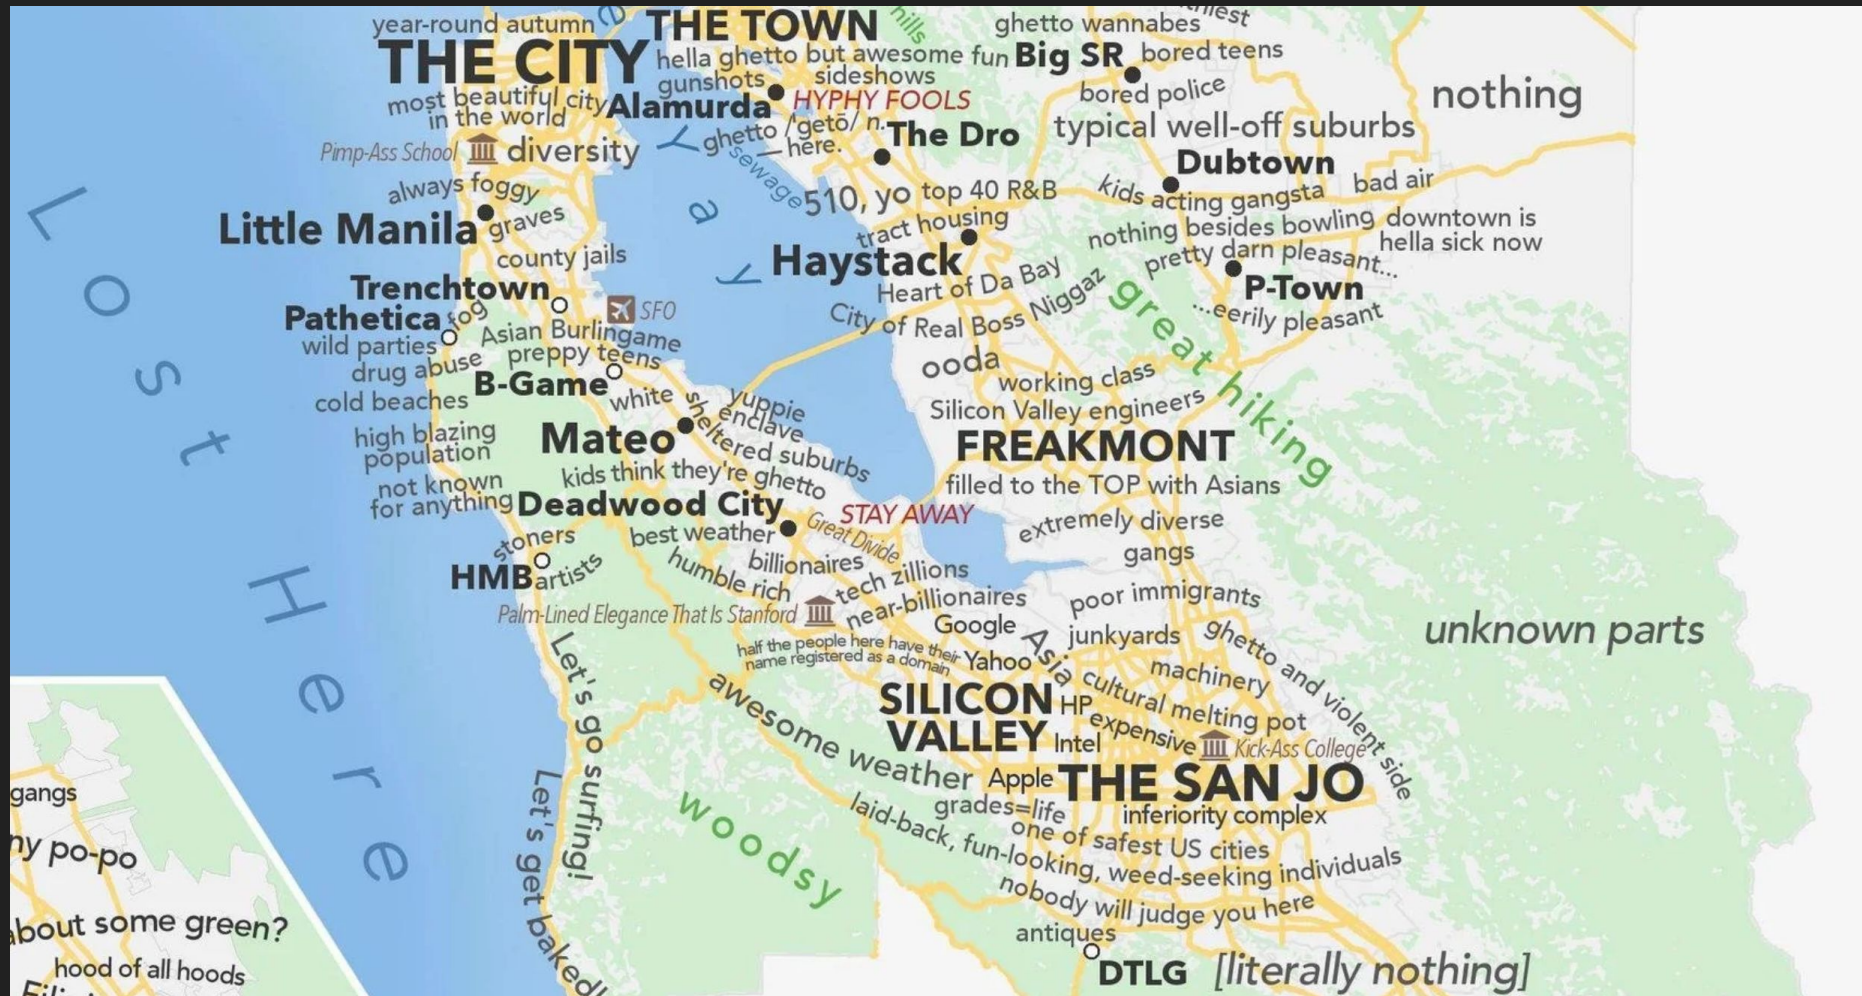 year-round autumn
THE CITY
most beautiful city
in the world
THE TOWN
hella ghetto but awesome fun
gunshots
sideshows
Alamurda
HYPHY FOOLS
hills
ghetto wannabes
Big SR
bored teens
bored police
nothing
typical well-off suburbs
Pimp-Ass School
diversity
ghetto /'getō/ n.
— here.
The Dro
Dubtown
kids acting gangsta
bad air
always foggy
Little Manila
graves
county jails
sewage
510, yo
top 40 R&B
tract housing
Haystack
Heart of Da Bay
City of Real Boss Niggaz
nothing besides bowling
downtown is
hella sick now
pretty darn pleasant...
P-Town
...eerily pleasant
Trenchtown
SFO
Pathetica
fog
wild parties
drug abuse
cold beaches
Asian Burlingame
preppy teens
B-Game
white
Yay
Lost Here
great hiking
ooda
working class
Silicon Valley engineers
FREAKMONT
filled to the TOP with Asians
extremely diverse
gangs
yuppie
enclave
sheltered suburbs
Mateo
kids think they're ghetto
high blazing
population
not known
for anything
Deadwood City
STAY AWAY
Great Divide
best weather
billionaires
humble rich
tech zillions
near-billionaires
stoners
HMB
artists
Palm-Lined Elegance That Is Stanford
half the people here have their
name registered as a domain
Google
Yahoo
Asia
poor immigrants
junkyards
machinery
ghetto and violent side
unknown parts
SILICON
VALLEY
HP
Intel
Apple
cultural melting pot
expensive
Kick-Ass College
THE SAN JO
inferiority complex
awesome weather
grades=life
one of safest US cities
laid-back, fun-looking, weed-seeking individuals
nobody will judge you here
antiques
DTLG
[literally nothing]
woodsy
Let's go surfing!
Let's get baked!
gangs
ny po-po
about some green?
hood of all hoods